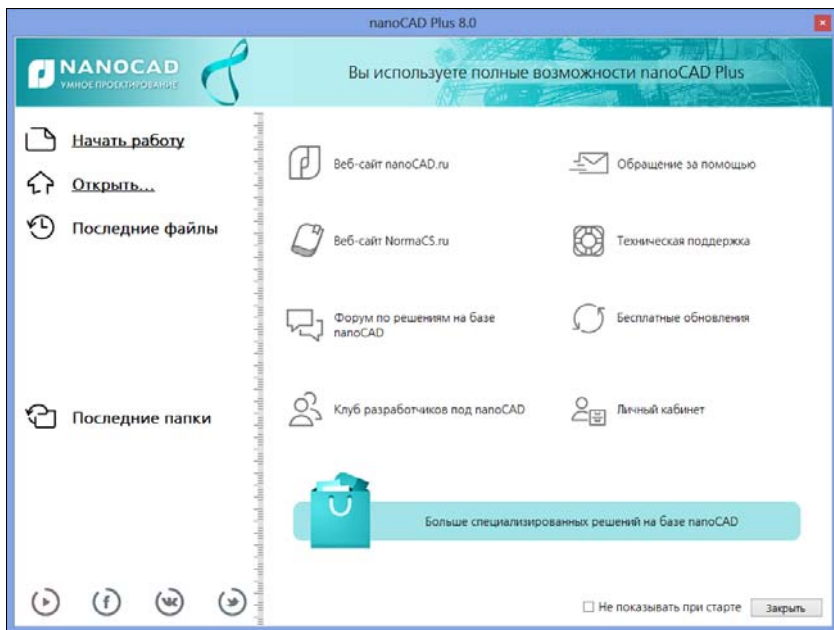 nanoCAD Plus 8.0
NANOCAD
УМНОЕ ПРОЕКТИРОВАНИЕ
Вы используете полные возможности nanoCAD Plus
Начать работу
Открыть...
Последние файлы
Последние папки
Веб-сайт nanoCAD.ru
Обращение за помощью
Веб-сайт NormaCS.ru
Техническая поддержка
Форум по решениям на базе
nanoCAD
Бесплатные обновления
Клуб разработчиков под nanoCAD
Личный кабинет
Больше специализированных решений на базе nanoCAD
Не показывать при старте
Закрыть